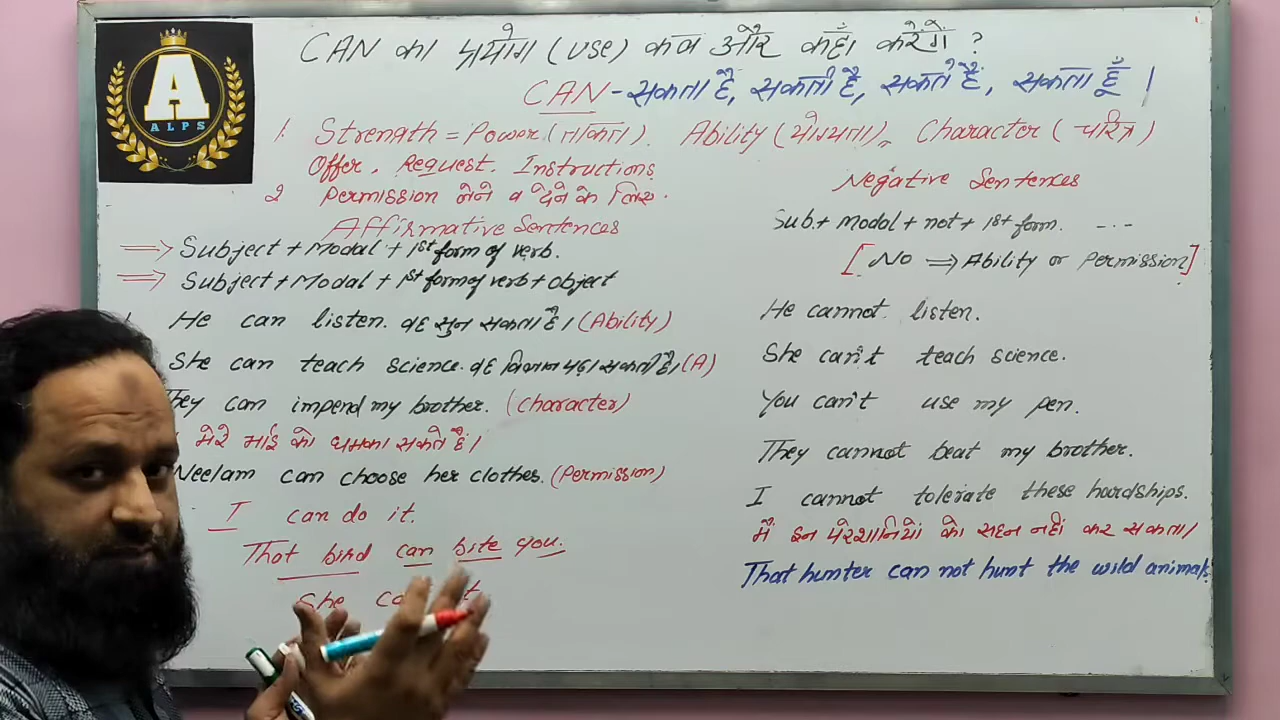 A
ALPS
CAN का प्रयोग (USE) कब और कहाँ करेंगे ?
CAN - सकता है, सकती है, सकते हैं, सकता हूँ ।
1. Strength = Power. (ताकत). Ability (योग्यता), Character ( चरित्र )
Offer, Request. Instructions,
2 Permission लेने व देने के लिए.
Affirmative Sentences
⇒ Subject + Modal + 1st form of verb.
⇒ Subject + Modal + 1st form of verb + object
He can listen. वह सुन सकता है। (Ability)
She can teach science. वह विज्ञान पढ़ा सकती है। (A)
They can impend my brother. (character)
मेरे भाई को धमका सकते हैं।
Neelam can choose her clothes. (Permission)
I can do it.
That bird can bite you.
She
Negative Sentences
Sub. + Modal + not + 1st form. ....
[ No ⇒ Ability or Permission]
He cannot listen.
She can't teach science.
You can't use my pen.
They cannot beat my brother.
I cannot tolerate these hardships.
मैं इन परेशानियों को सहन नहीं कर सकता।
That hunter can not hunt the wild animals.